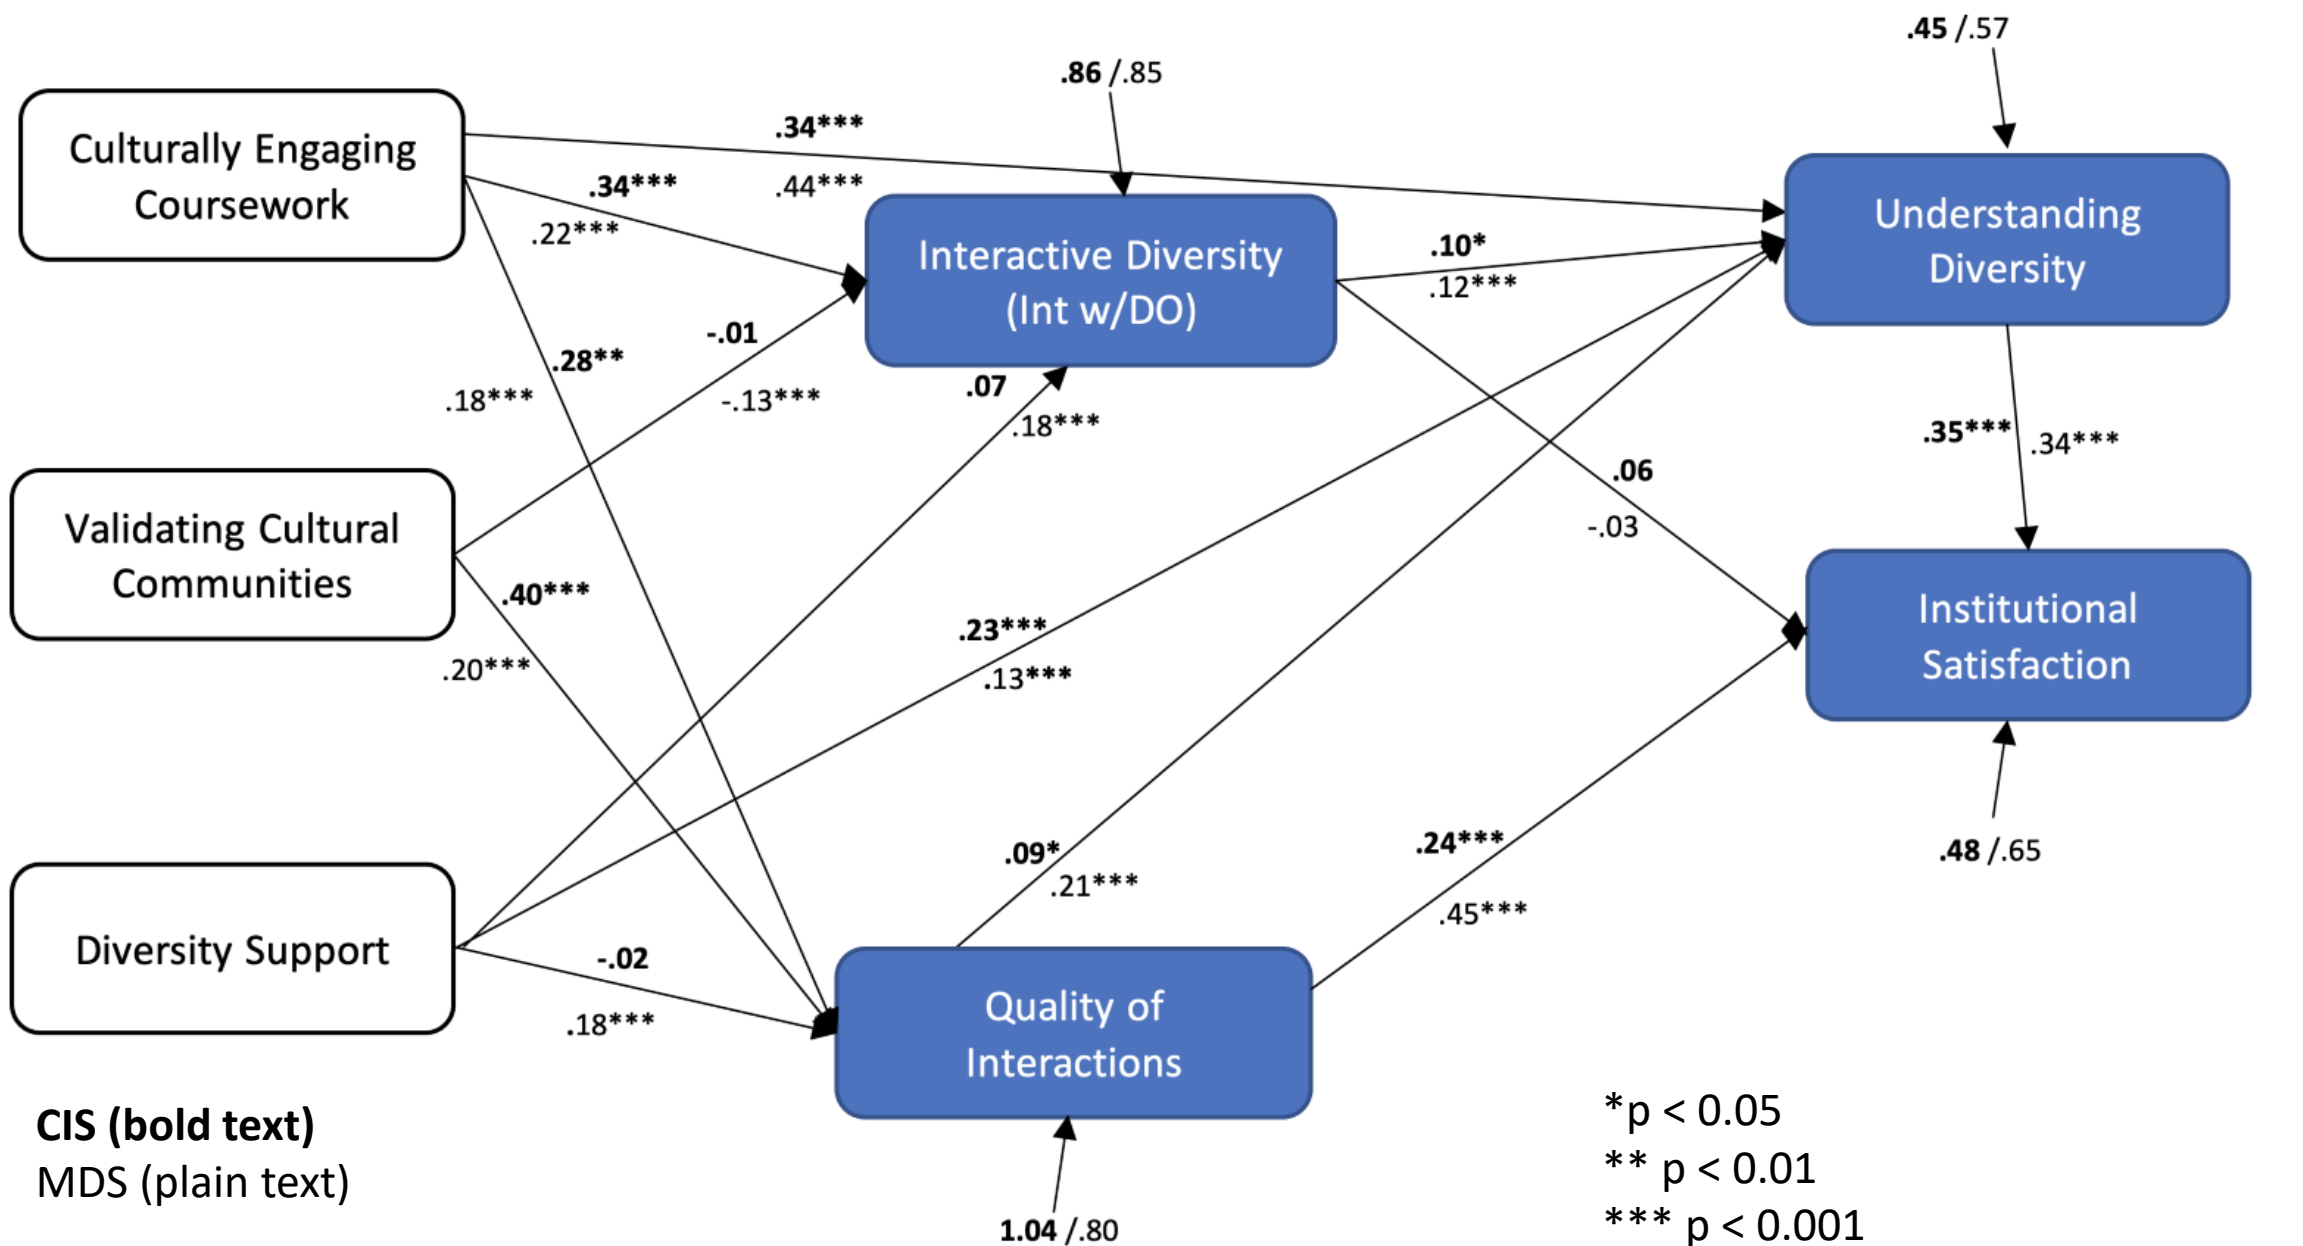 .45 /.57
.86 /.85
Culturally Engaging
Coursework
.34***
.34***
.44***
.22***
Interactive Diversity
(Int w/DO)
.10*
.12***
Understanding
Diversity
-.01
-.13***
.28**
.18***
.07
.18***
.35***
.34***
.06
-.03
Validating Cultural
Communities
.40***
.20***
.23***
.13***
Institutional
Satisfaction
.48 /.65
.09*
.21***
.24***
.45***
Diversity Support
-.02
.18***
Quality of
Interactions
1.04 /.80
CIS (bold text)
MDS (plain text)
*p < 0.05
** p < 0.01
*** p < 0.001